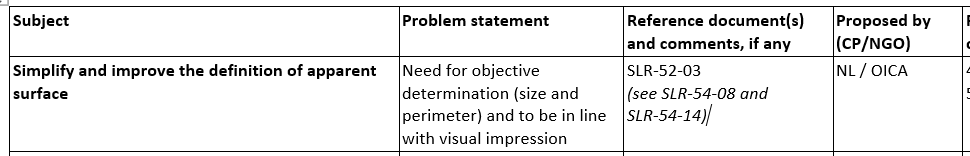 Subject
Problem statement
Reference document(s)
and comments, if any
Proposed by
(CP/NGO)
Simplify and improve the definition of apparent
surface
Need for objective
determination (size and
perimeter) and to be in line
with visual impression
SLR-52-03
(see SLR-54-08 and
SLR-54-14)
NL / OICA